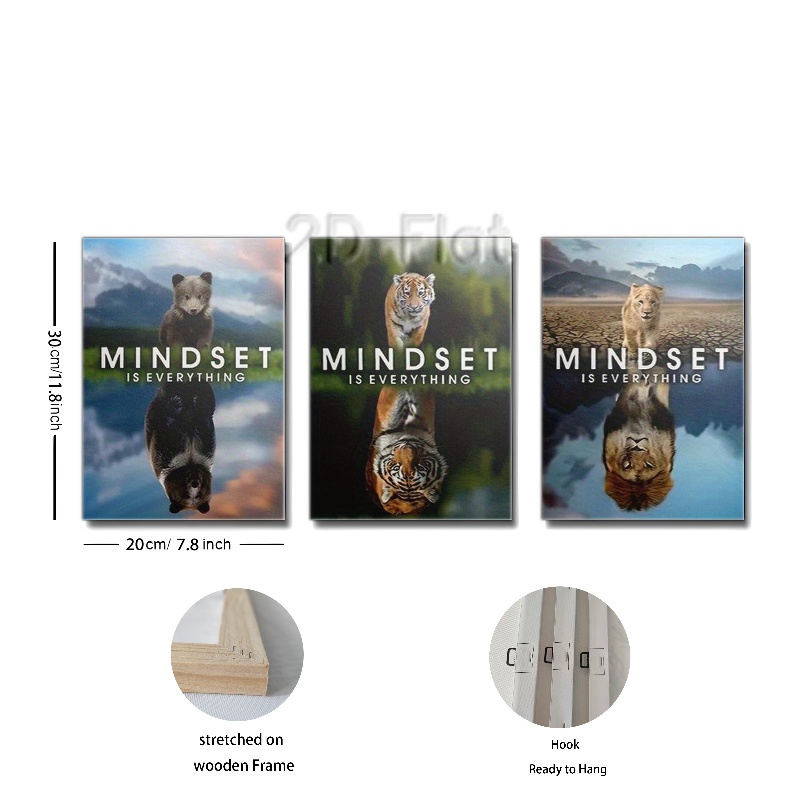 2D Flat
MINDSET
IS EVERYTHING
MINDSET
IS EVERYTHING
MINDSET
IS EVERYTHING
30cm/11.8inch
20cm/ 7.8 inch
stretched on
wooden Frame
Hook
Ready to Hang